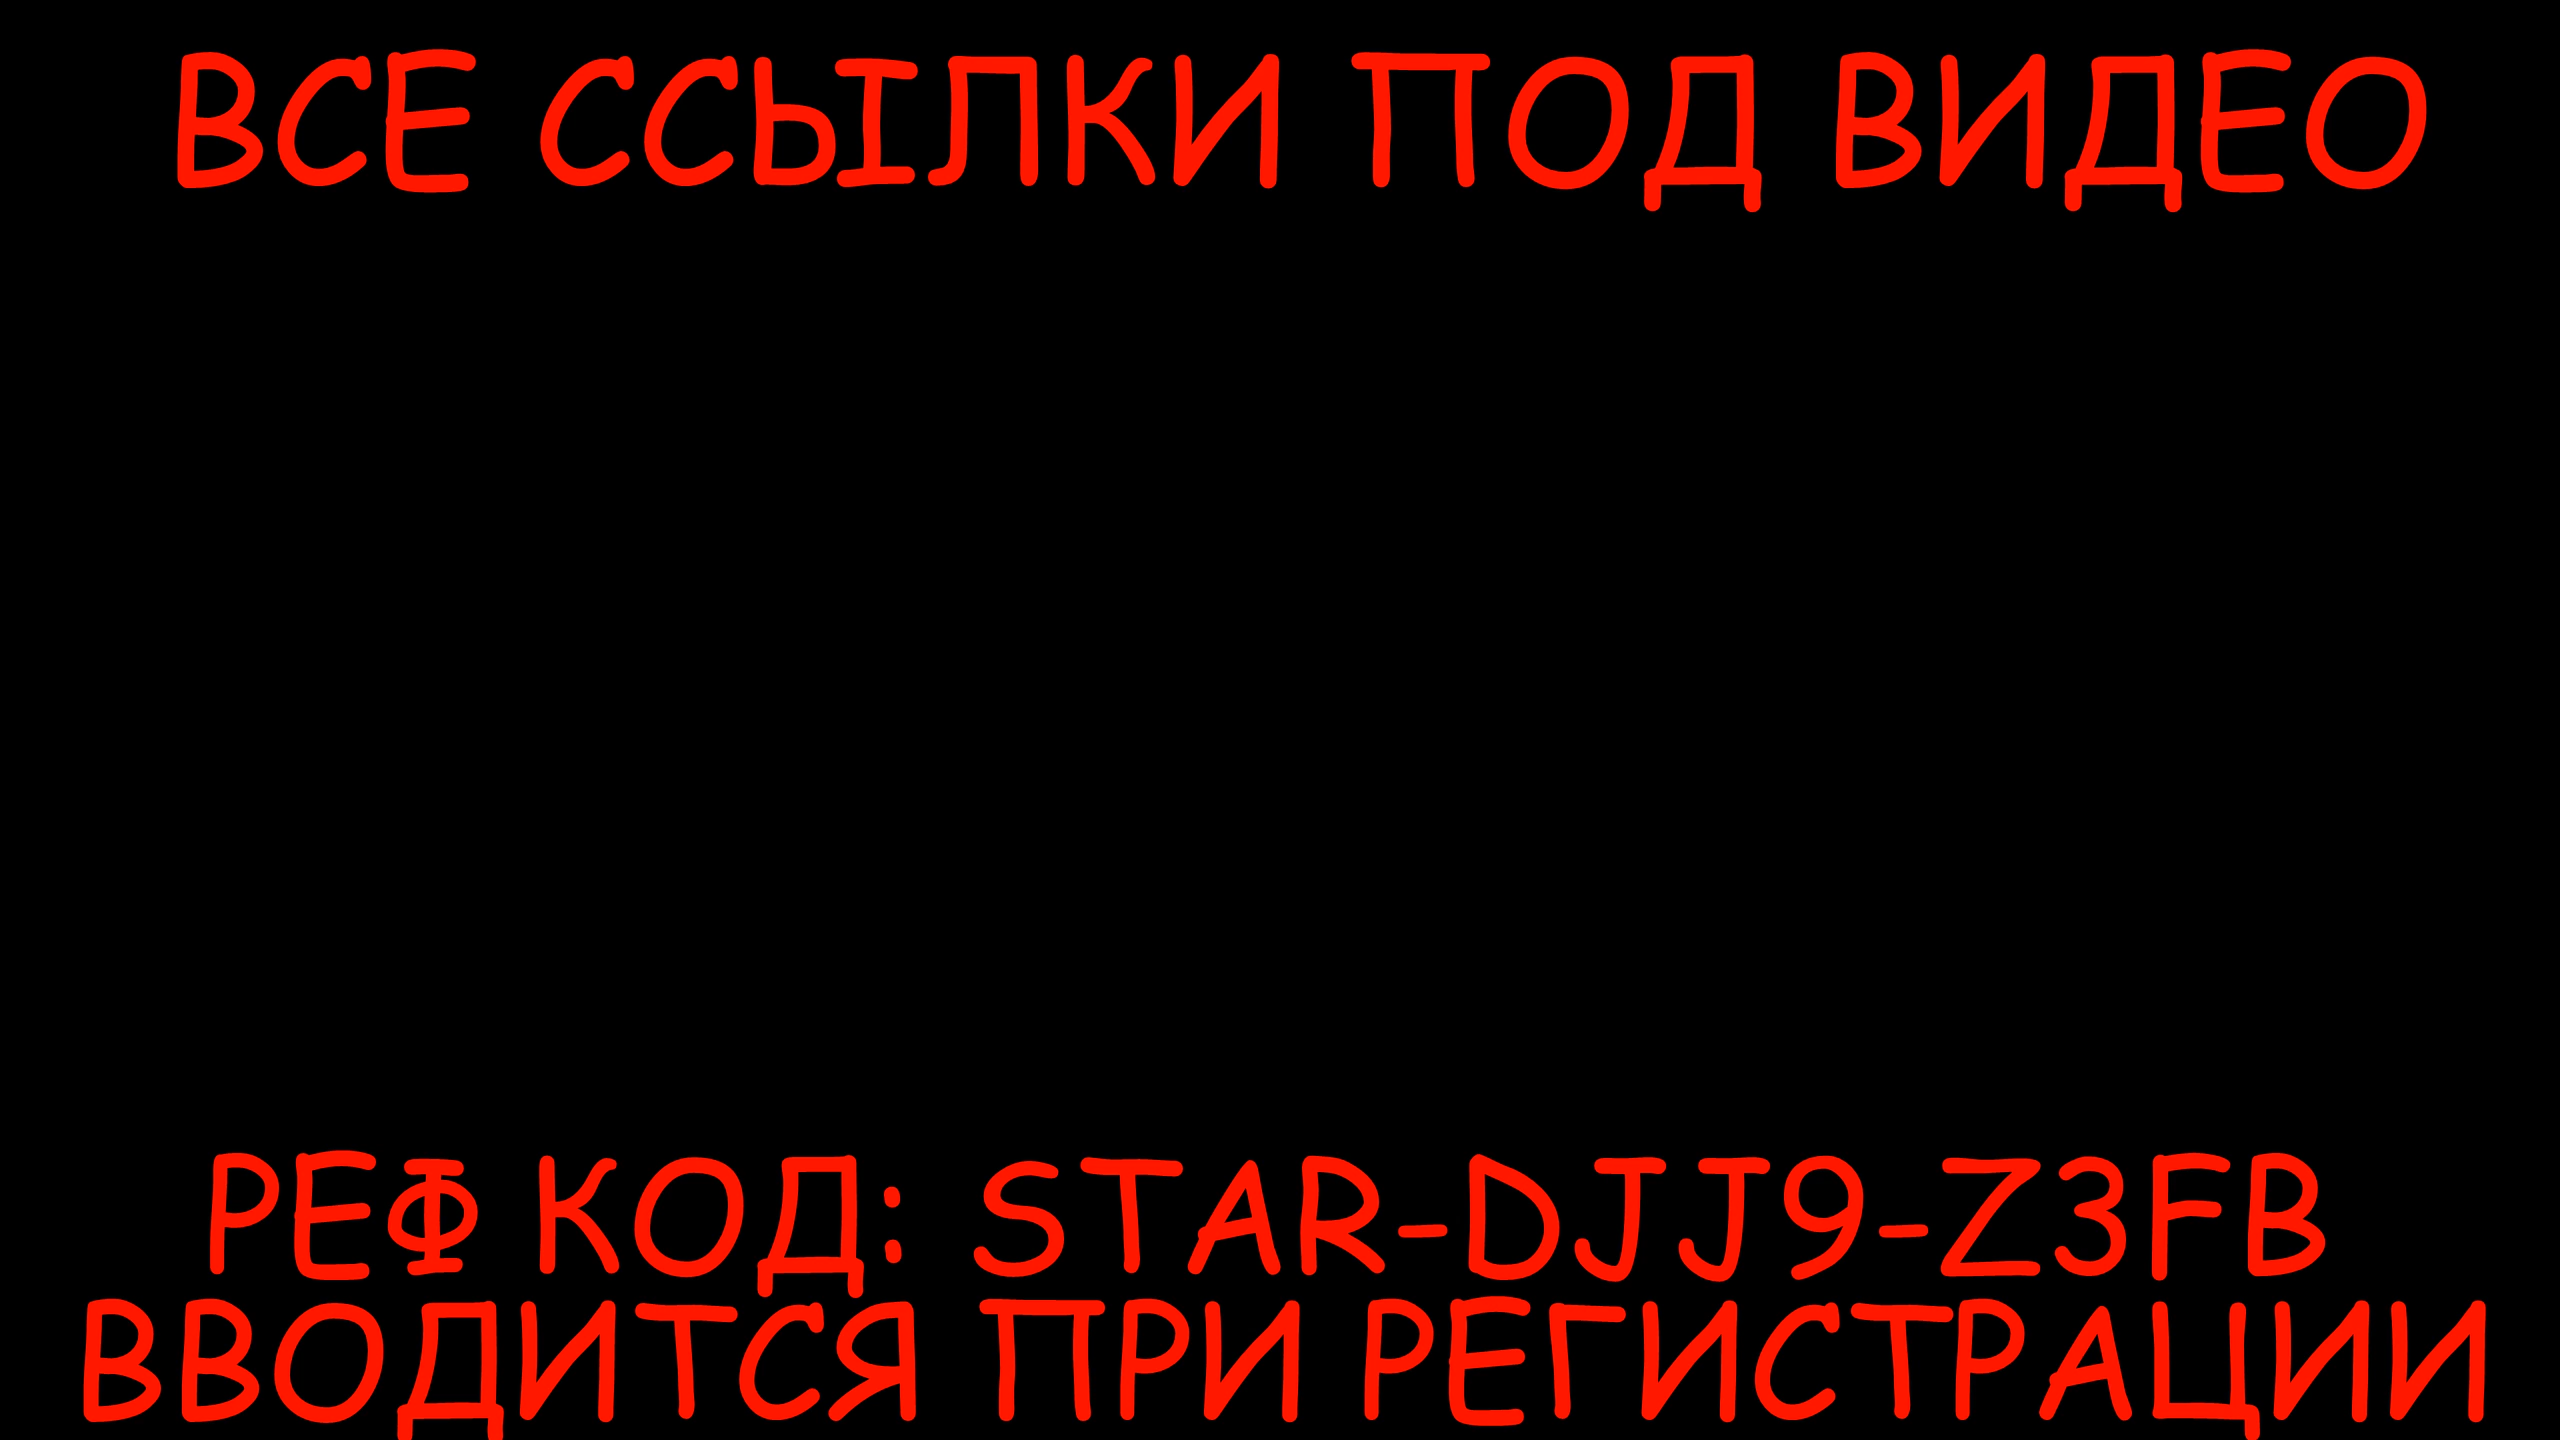 ВСЕ ССЫЛКИ ПОД ВИДЕО
РЕФ КОД: STAR-DJJ9-Z3FB
ВВОДИТСЯ ПРИ РЕГИСТРАЦИИ